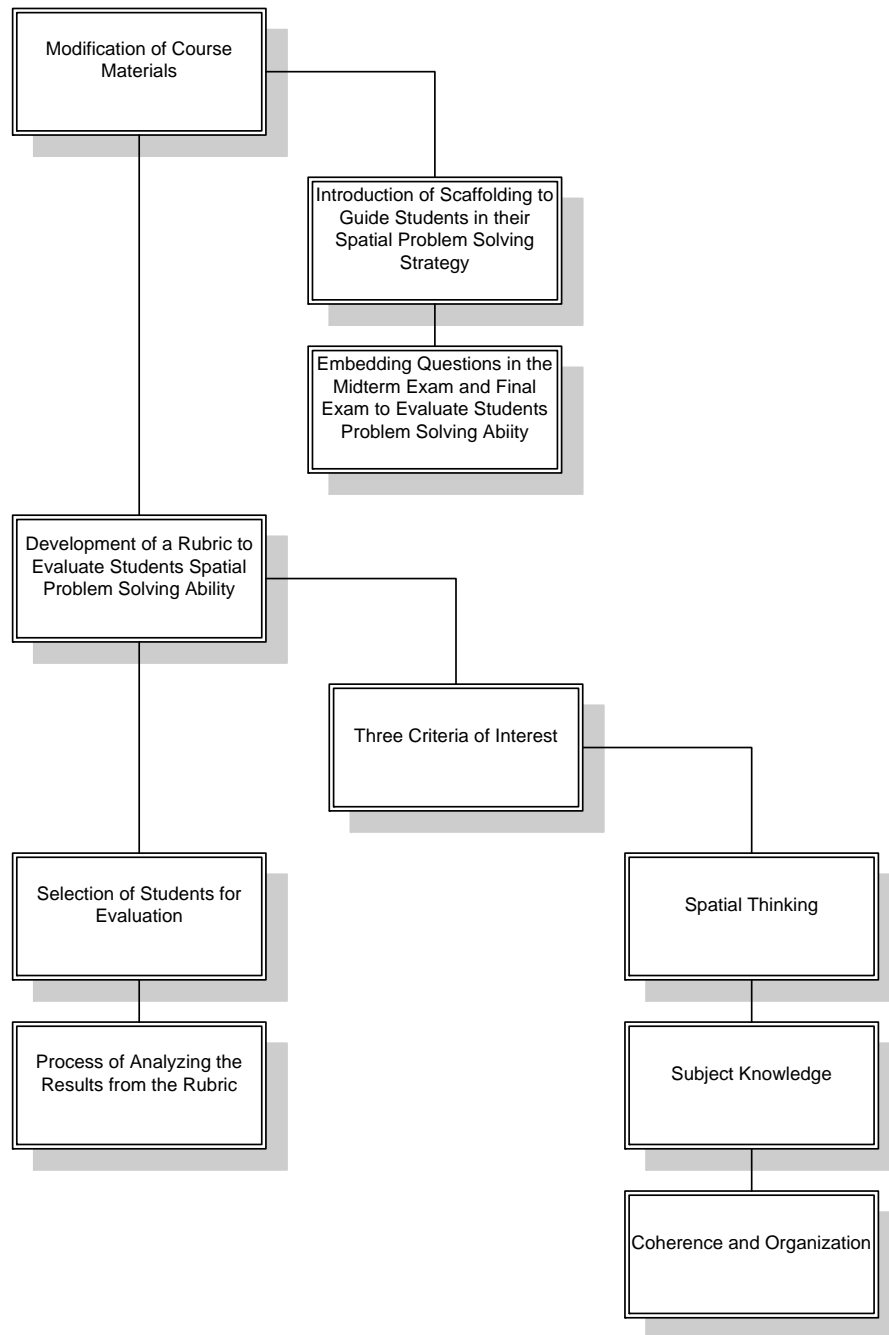 Modification of Course
Materials
Introduction of Scaffolding to
Guide Students in their
Spatial Problem Solving
Strategy
Embedding Questions in the
Midterm Exam and Final
Exam to Evaluate Students
Problem Solving Abiity
Development of a Rubric to
Evaluate Students Spatial
Problem Solving Ability
Three Criteria of Interest
Selection of Students for
Evaluation
Spatial Thinking
Process of Analyzing the
Results from the Rubric
Subject Knowledge
Coherence and Organization